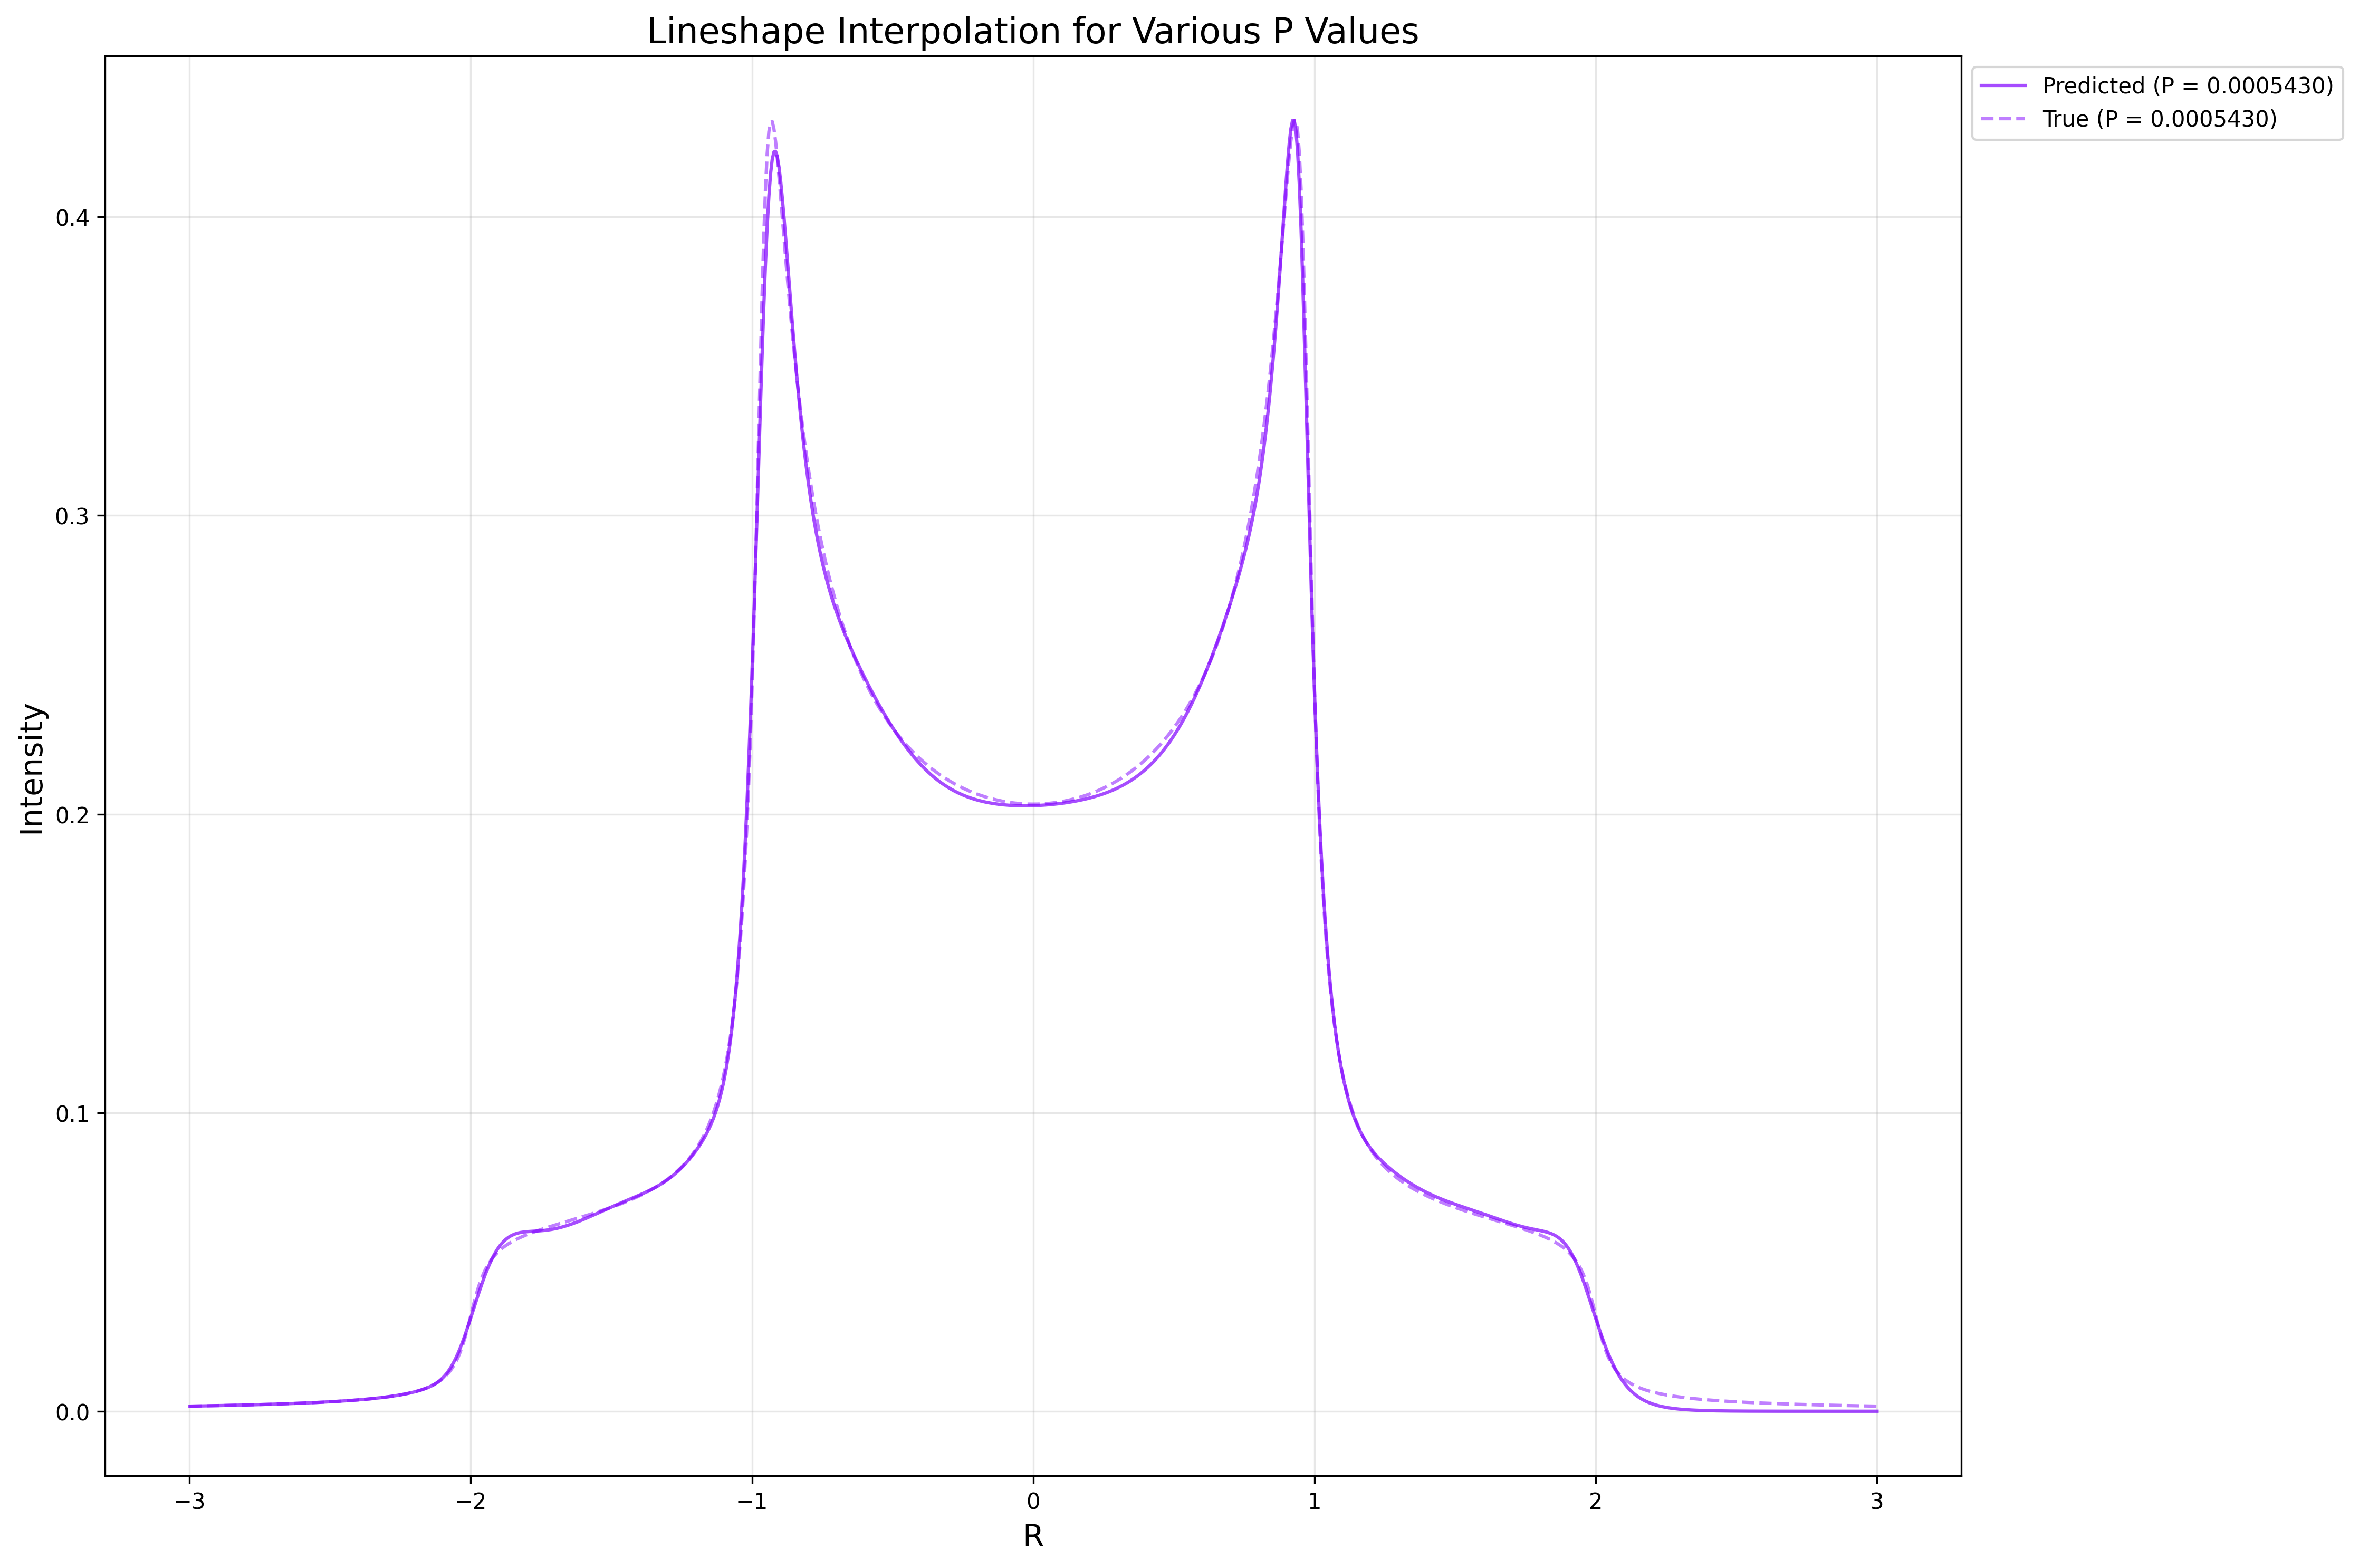 Lineshape Interpolation for Various P Values
Predicted (P = 0.0005430)
True (P = 0.0005430)
Intensity
0.4
0.3
0.2
0.1
0.0
−3 −2 −1 0 1 2 3
R